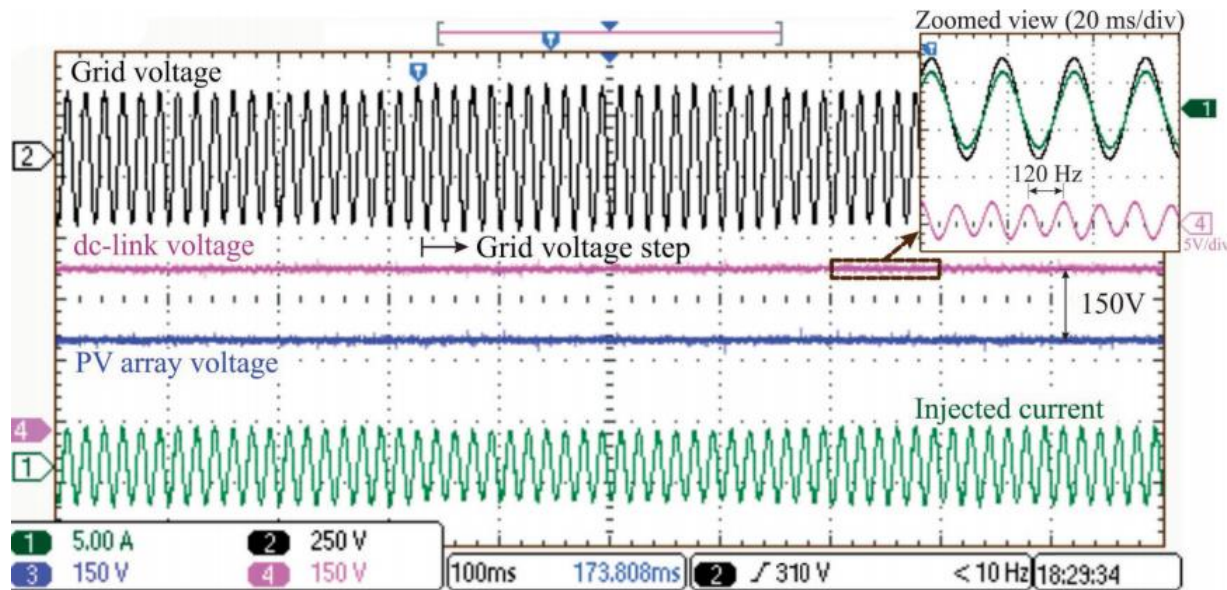 Zoomed view (20 ms/div)
Grid voltage
T
T
T
1
2
120 Hz
4
5V/div
dc-link voltage
Grid voltage step
150V
PV array voltage
Injected current
4
1
1 5.00 A 2 250 V
3 150 V 4 150 V
100ms 173.808ms 2 310 V < 10 Hz 18:29:34